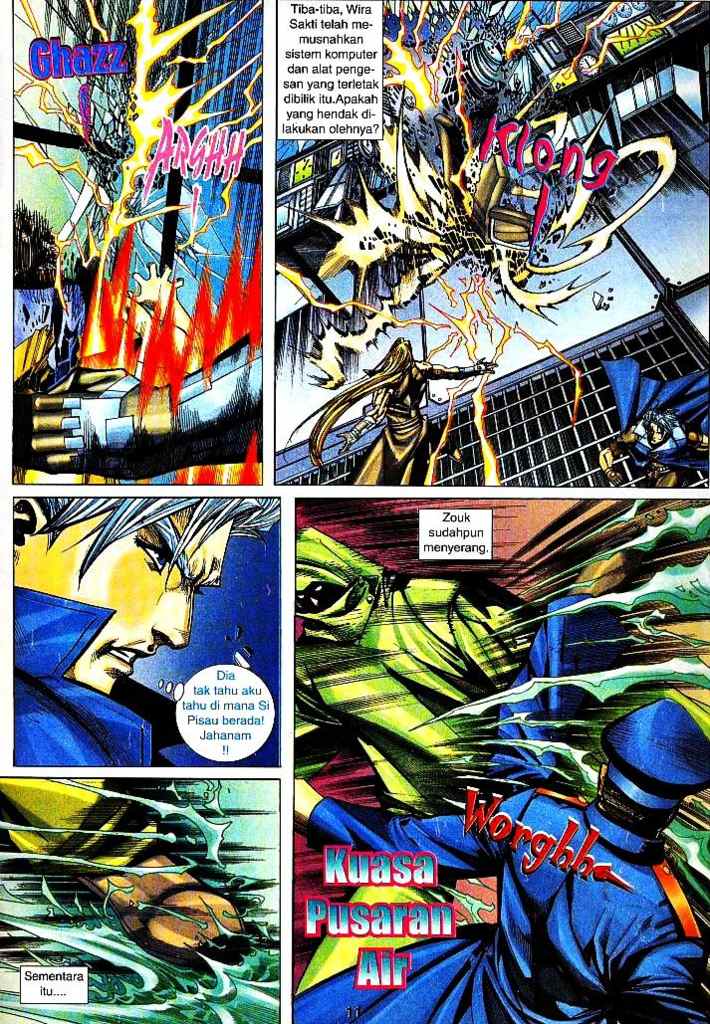 Ghazz
!
ARGHH
!
Tiba-tiba, Wira
Sakti telah me-
musnahkan
sistem komputer
dan alat penge-
san yang terletak
dibilik itu.Apakah
yang hendak di-
lakukan olehnya?
Klong
!
Dia
tak tahu aku
tahu di mana Si
Pisau berada!
Jahanam
!!
Zouk
sudahpun
menyerang.
Worghhh
Kuasa
Pusaran
Air
Sementara
itu....
11